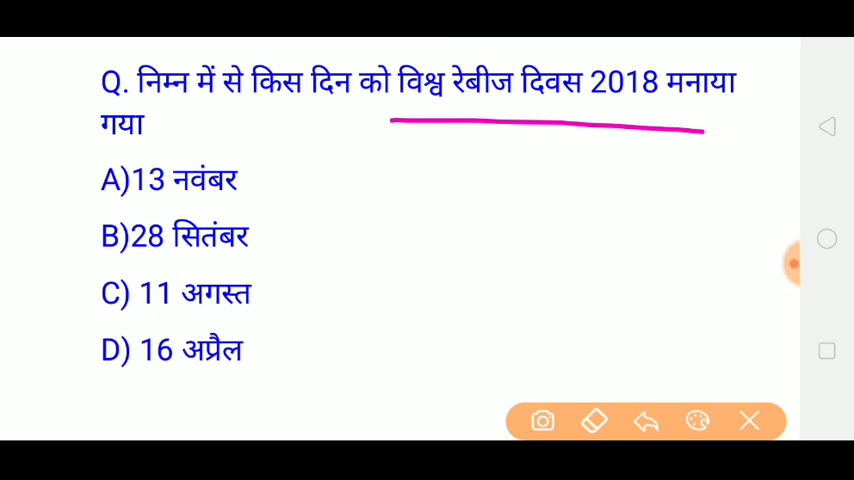 Q. निम्न में से किस दिन को विश्व रेबीज दिवस 2018 मनाया
गया
A)13 नवंबर
B)28 सितंबर
C) 11 अगस्त
D) 16 अप्रैल